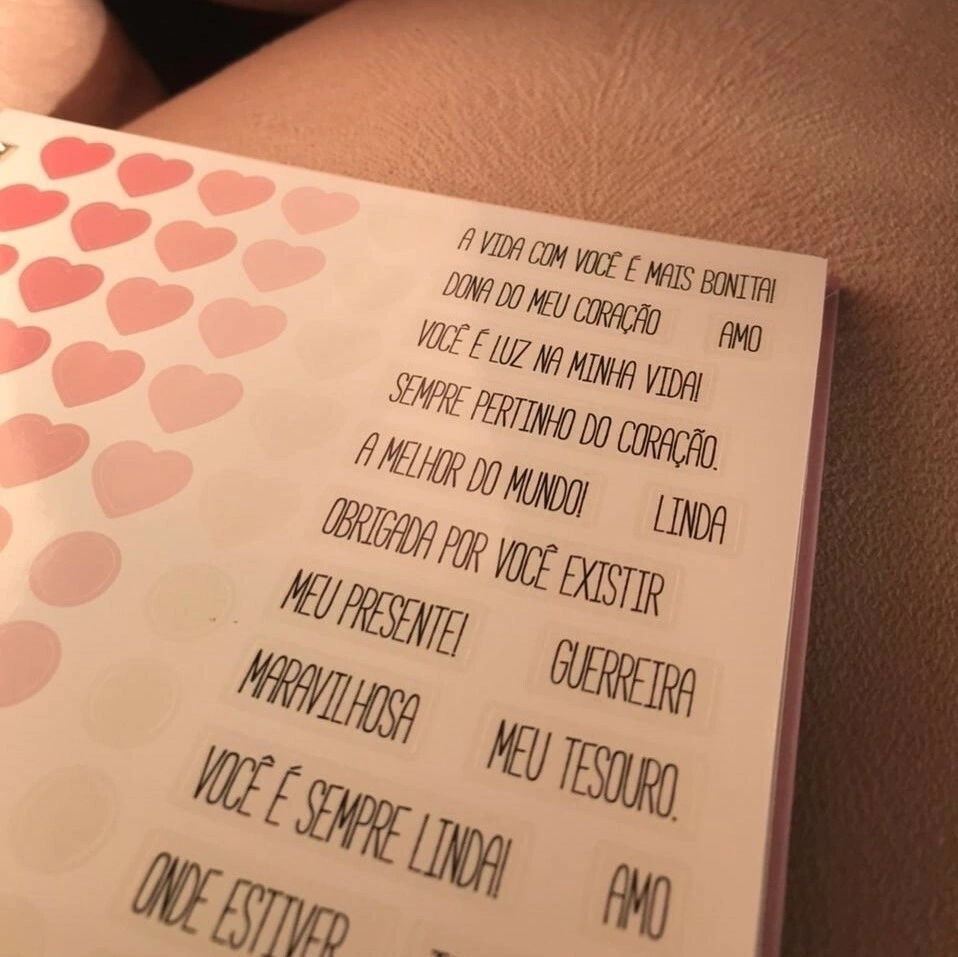 A VIDA COM VOCÊ É MAIS BONITA!
DONA DO MEU CORAÇÃO AMO
VOCÊ É LUZ NA MINHA VIDA!
SEMPRE PERTINHO DO CORAÇÃO.
A MELHOR DO MUNDO! LINDA
OBRIGADA POR VOCÊ EXISTIR
MEU PRESENTE! GUERREIRA
MARAVILHOSA MEU TESOURO.
VOCÊ É SEMPRE LINDA! AMO
ONDE ESTIVER